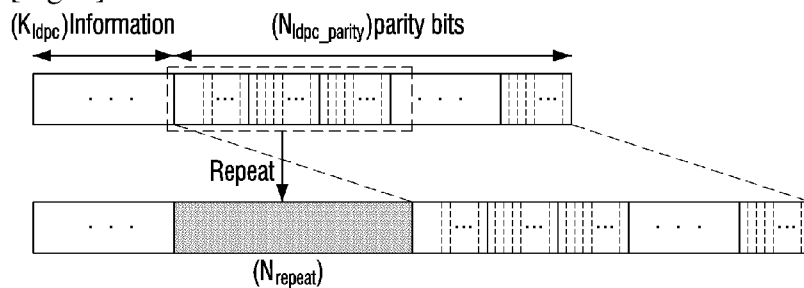 (K_ldpc)Information (N_ldpc_parity)parity bits
. . . ... ... ... . . . ...
Repeat
. . . ... ... ... . . . ...
(N_repeat)